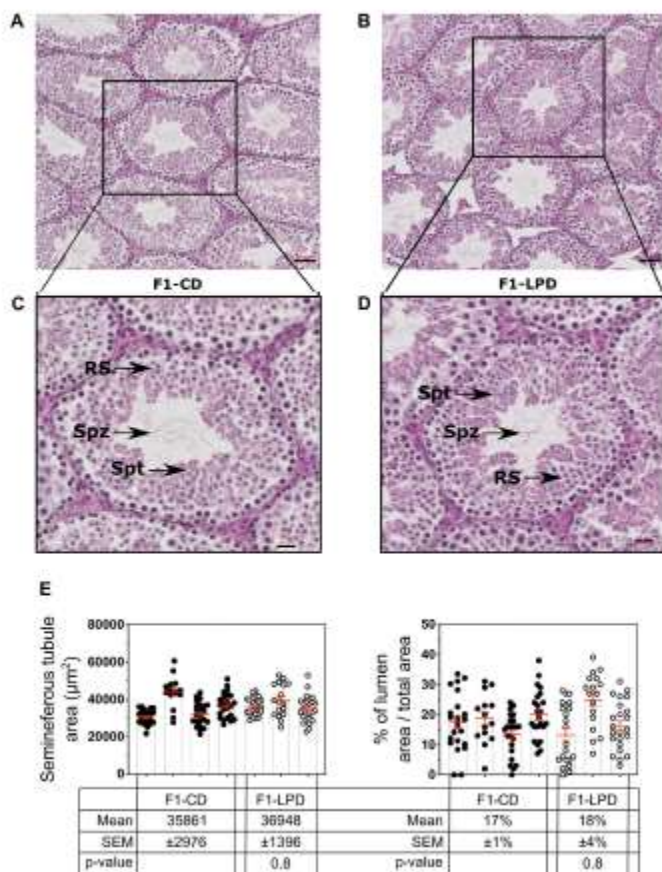 A
B
F1-CD
F1-LPD
C
D
RS
Spz
Spt
Spt
Spz
RS
E
Semineferous tubule area (µm²)
80000
60000
40000
20000
0
% of lumen area / total area
50
40
30
20
10
0
F1-CD F1-LPD F1-CD F1-LPD
Mean 35861 36948 Mean 17% 18%
SEM ±2976 ±1396 SEM ±1% ±4%
p-value 0.8 p-value 0.8